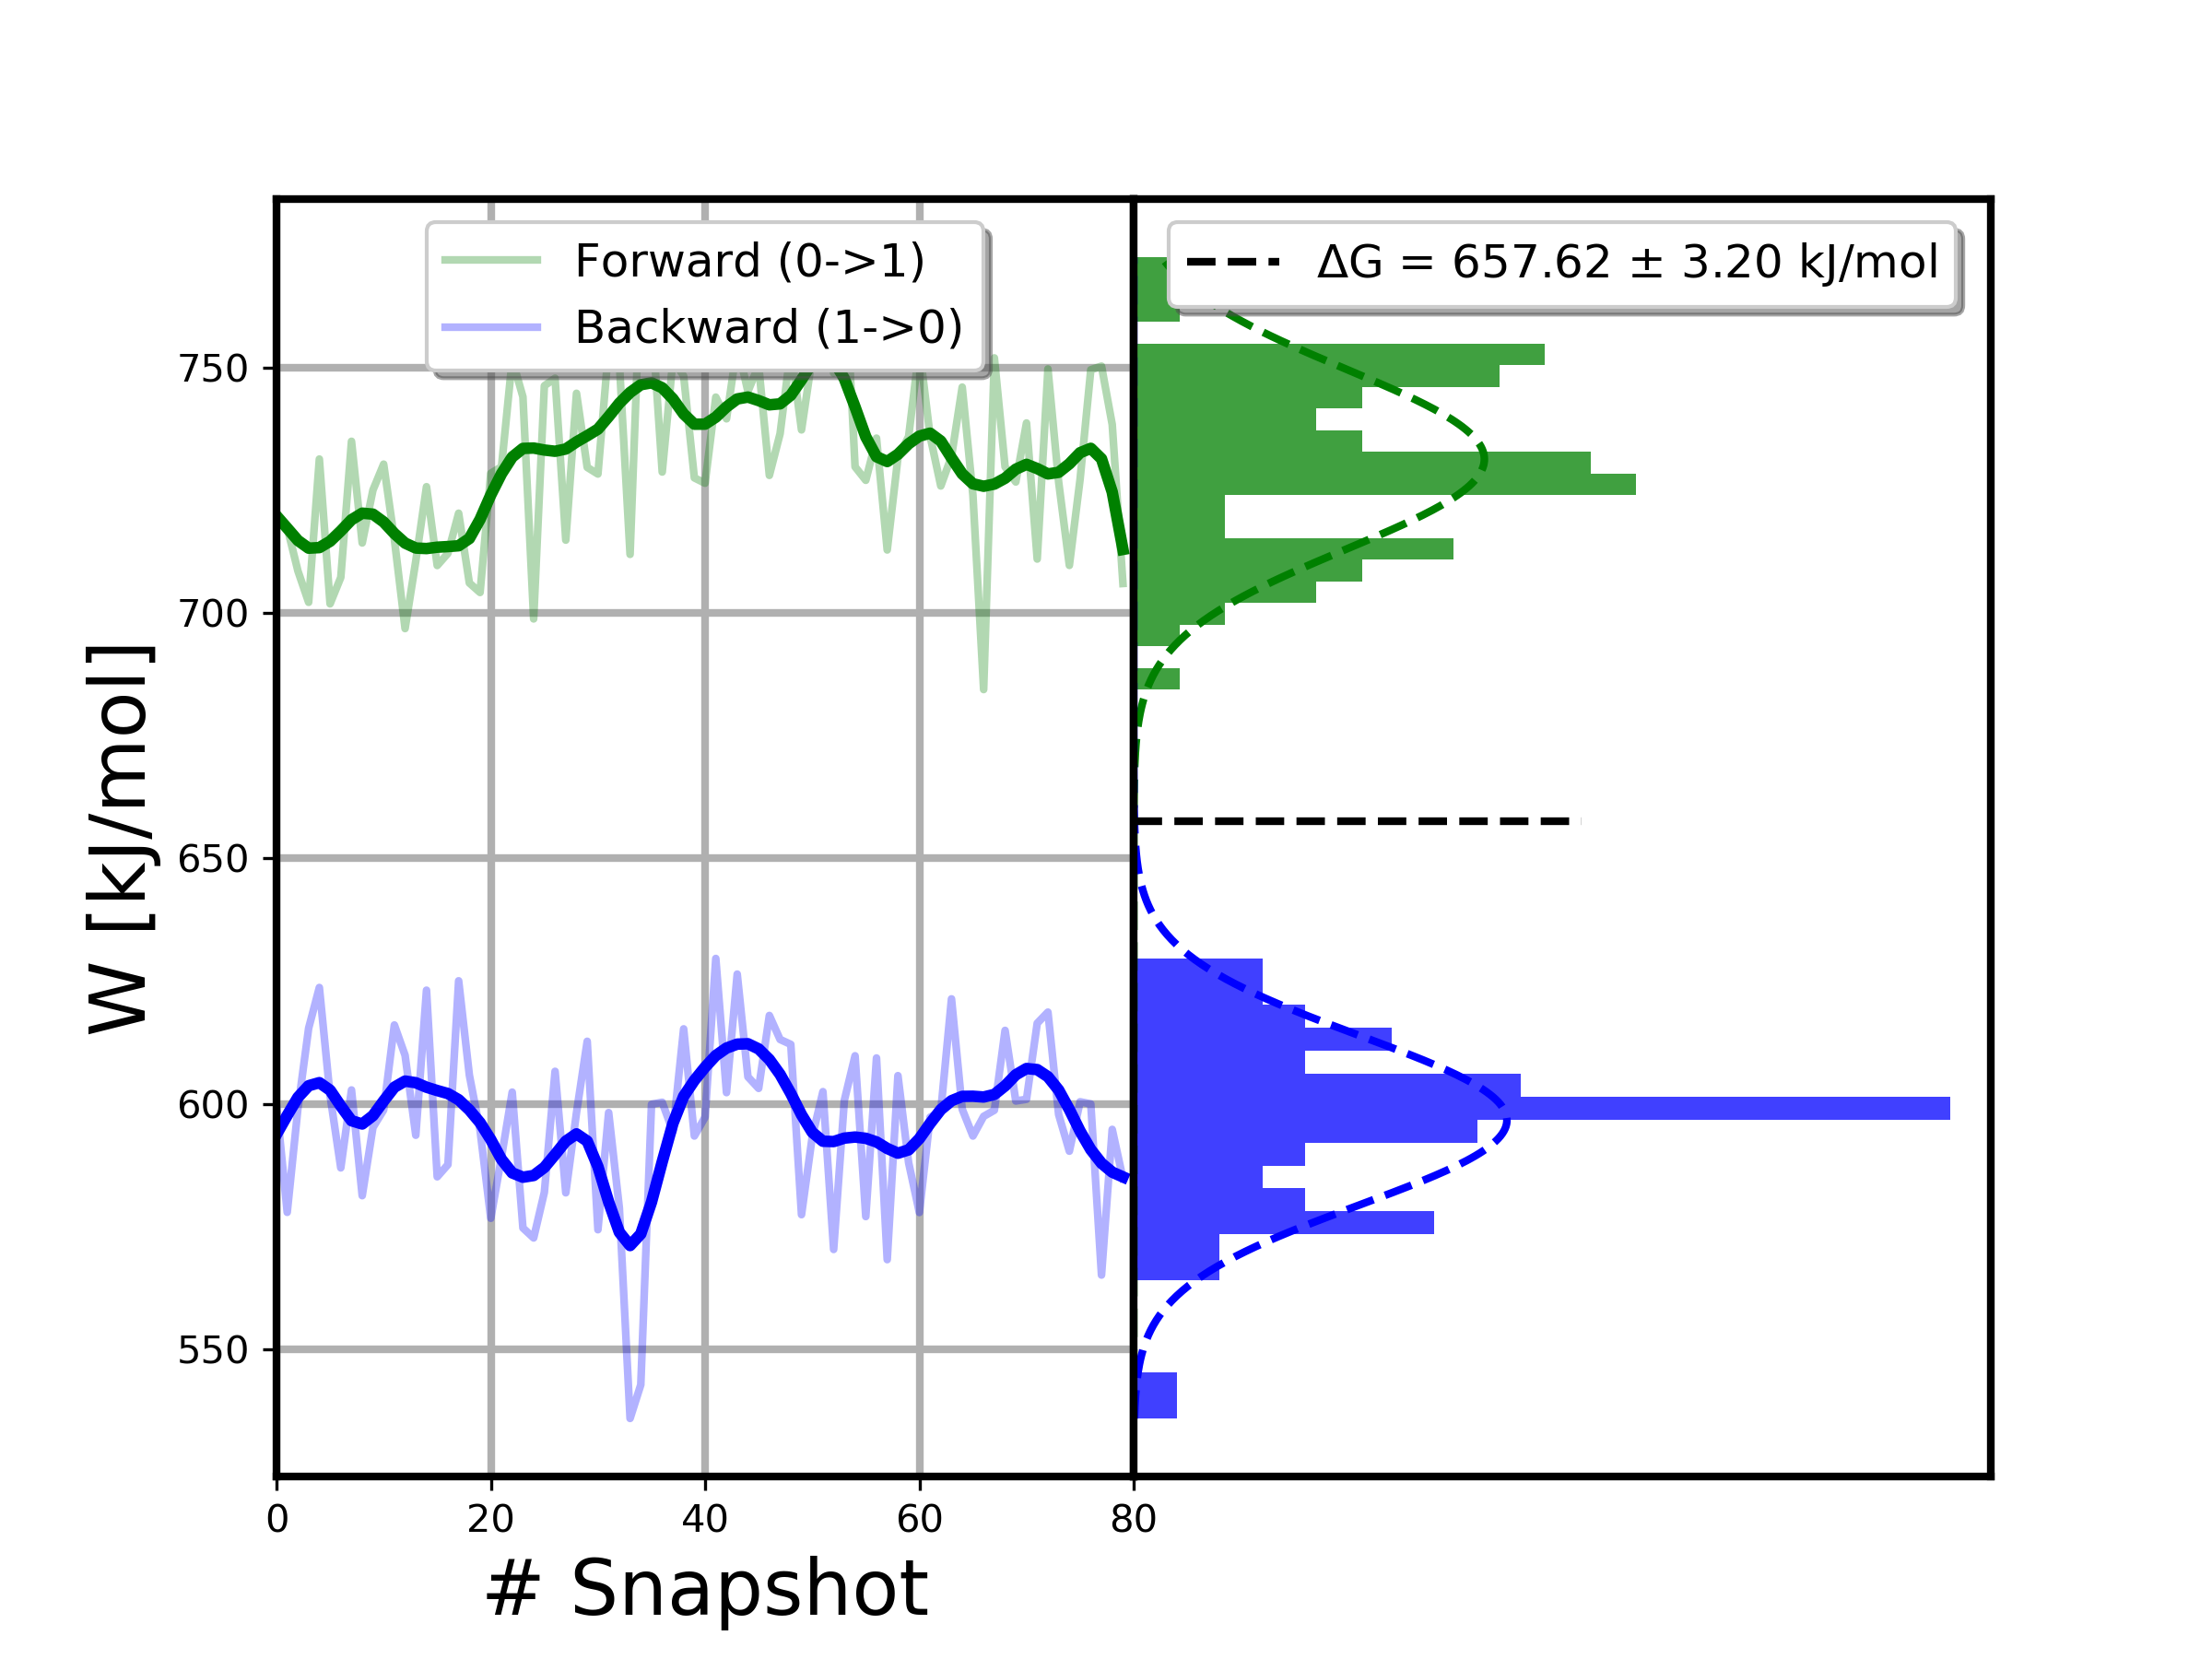 Forward (0->1)
Backward (1->0)
ΔG = 657.62 ± 3.20 kJ/mol
W [kJ/mol]
750
700
650
600
550
0 20 40 60 80
# Snapshot